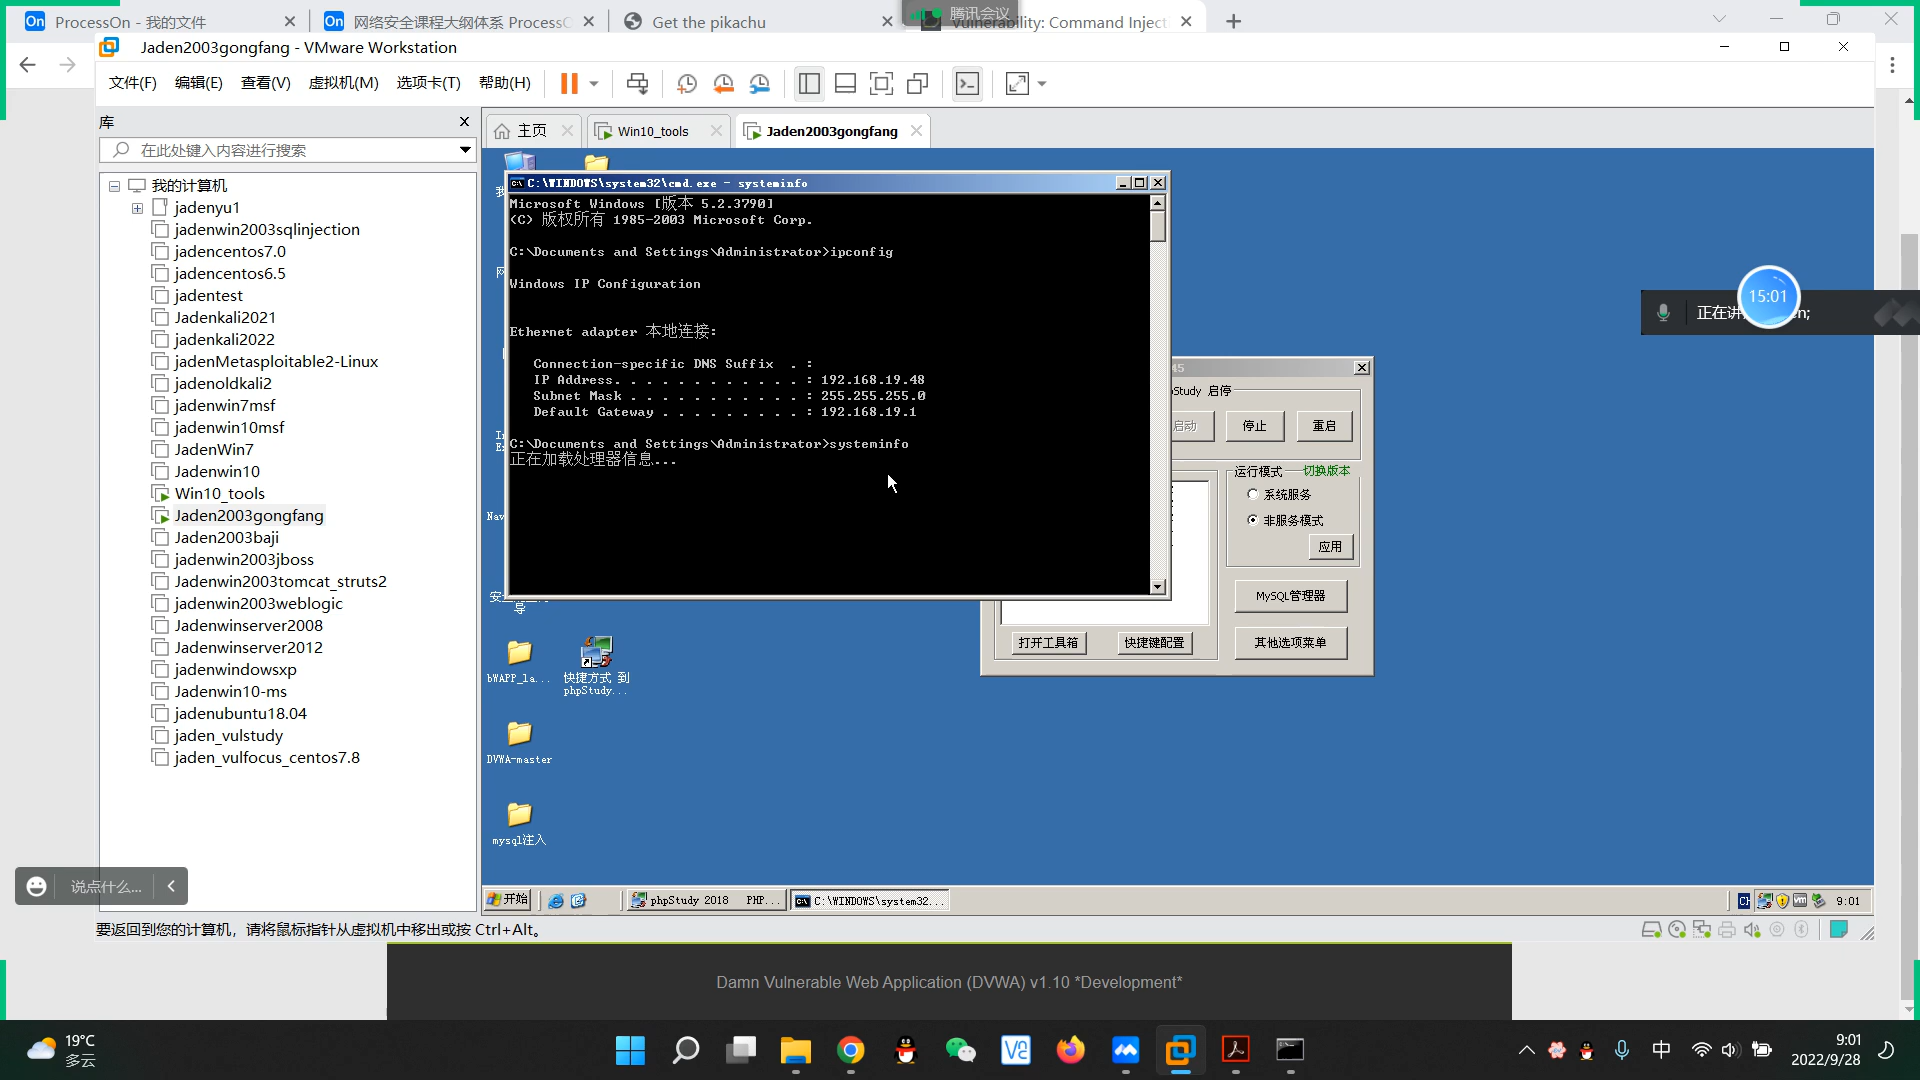 ProcessOn - 我的文件
网络安全课程大纲体系 ProcessO
Get the pikachu
腾讯会议
Vulnerability: Command Inject
Jaden2003gongfang - VMware Workstation
文件(F)
编辑(E)
查看(V)
虚拟机(M)
选项卡(T)
帮助(H)
库
在此处键入内容进行搜索
我的计算机
jadenyu1
jadenwin2003sqlinjection
jadencentos7.0
jadencentos6.5
jadentest
Jadenkali2021
jadenkali2022
jadenMetasploitable2-Linux
jadenoldkali2
jadenwin7msf
jadenwin10msf
JadenWin7
Jadenwin10
Win10_tools
Jaden2003gongfang
Jaden2003baji
jadenwin2003jboss
Jadenwin2003tomcat_struts2
jadenwin2003weblogic
Jadenwinserver2008
Jadenwinserver2012
jadenwindowsxp
Jadenwin10-ms
jadenubuntu18.04
jaden_vulstudy
jaden_vulfocus_centos7.8
主页
Win10_tools
Jaden2003gongfang
C:\WINDOWS\system32\cmd.exe - systeminfo
Microsoft Windows [版本 5.2.3790]
(C) 版权所有 1985-2003 Microsoft Corp.
C:\Documents and Settings\Administrator>ipconfig
Windows IP Configuration
Ethernet adapter 本地连接:
Connection-specific DNS Suffix  . :
IP Address. . . . . . . . . . . . : 192.168.19.48
Subnet Mask . . . . . . . . . . . : 255.255.255.0
Default Gateway . . . . . . . . . : 192.168.19.1
C:\Documents and Settings\Administrator>systeminfo
正在加载处理器信息...
Study 启停
启动
停止
重启
运行模式
切换版本
系统服务
非服务模式
应用
MySQL管理器
打开工具箱
快捷键配置
其他选项菜单
Nav
导
bWAPP_la...
快捷方式 到
phpStudy...
DVWA-master
mysql注入
15:01
正在讲
en;
说点什么...
开始
phpStudy 2018 PHP...
C:\WINDOWS\system32...
CH
9:01
要返回到您的计算机，请将鼠标指针从虚拟机中移出或按 Ctrl+Alt。
Damn Vulnerable Web Application (DVWA) v1.10 *Development*
19°C
多云
中
9:01
2022/9/28